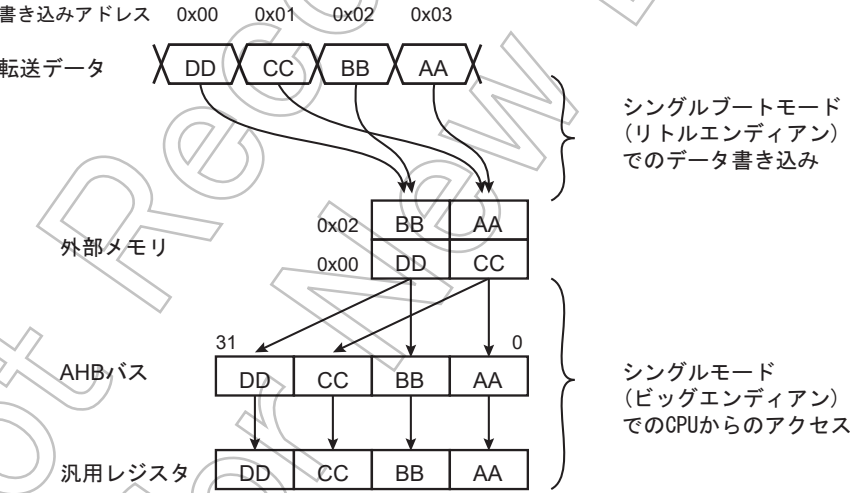 書き込みアドレス 0x00 0x01 0x02 0x03
転送データ DD CC BB AA
シングルブートモード
(リトルエンディアン)
でのデータ書き込み
0x02 BB AA
外部メモリ
0x00 DD CC
31 0
AHBバス DD CC BB AA
シングルモード
(ビッグエンディアン)
でのCPUからのアクセス
汎用レジスタ DD CC BB AA
Not Rec
for New